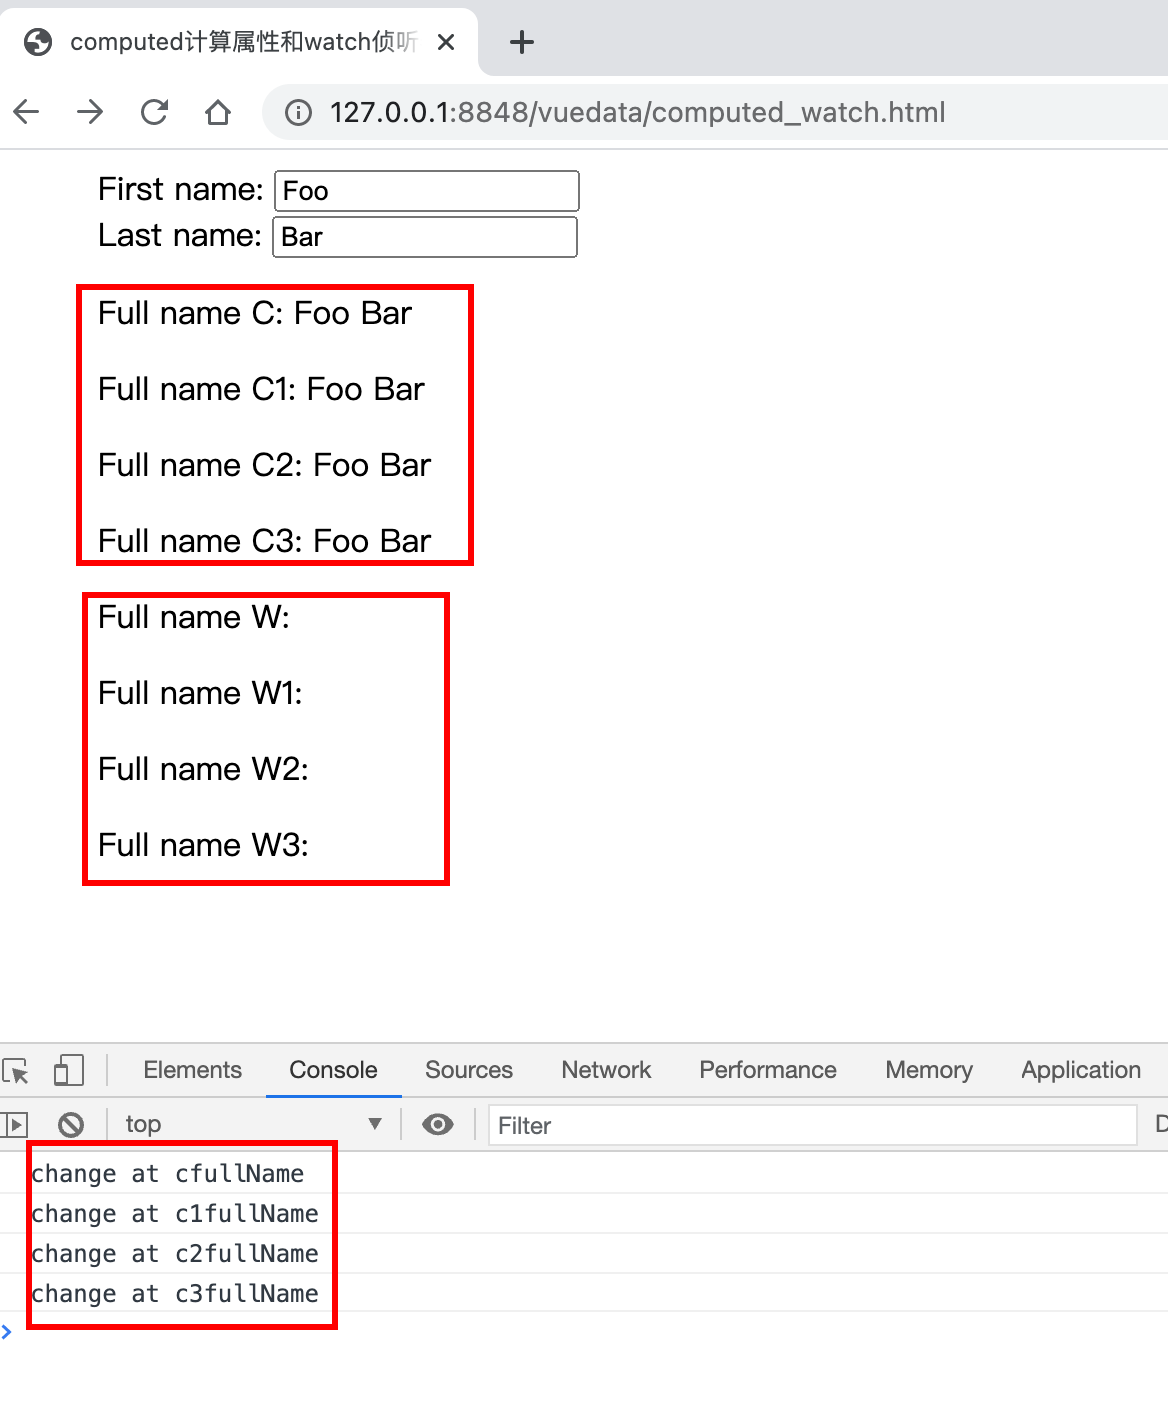 computed计算属性和watch侦听
127.0.0.1:8848/vuedata/computed_watch.html
First name: Foo
Last name: Bar
Full name C: Foo Bar
Full name C1: Foo Bar
Full name C2: Foo Bar
Full name C3: Foo Bar
Full name W:
Full name W1:
Full name W2:
Full name W3:
Elements Console Sources Network Performance Memory Application
top Filter D
change at cfullName
change at c1fullName
change at c2fullName
change at c3fullName